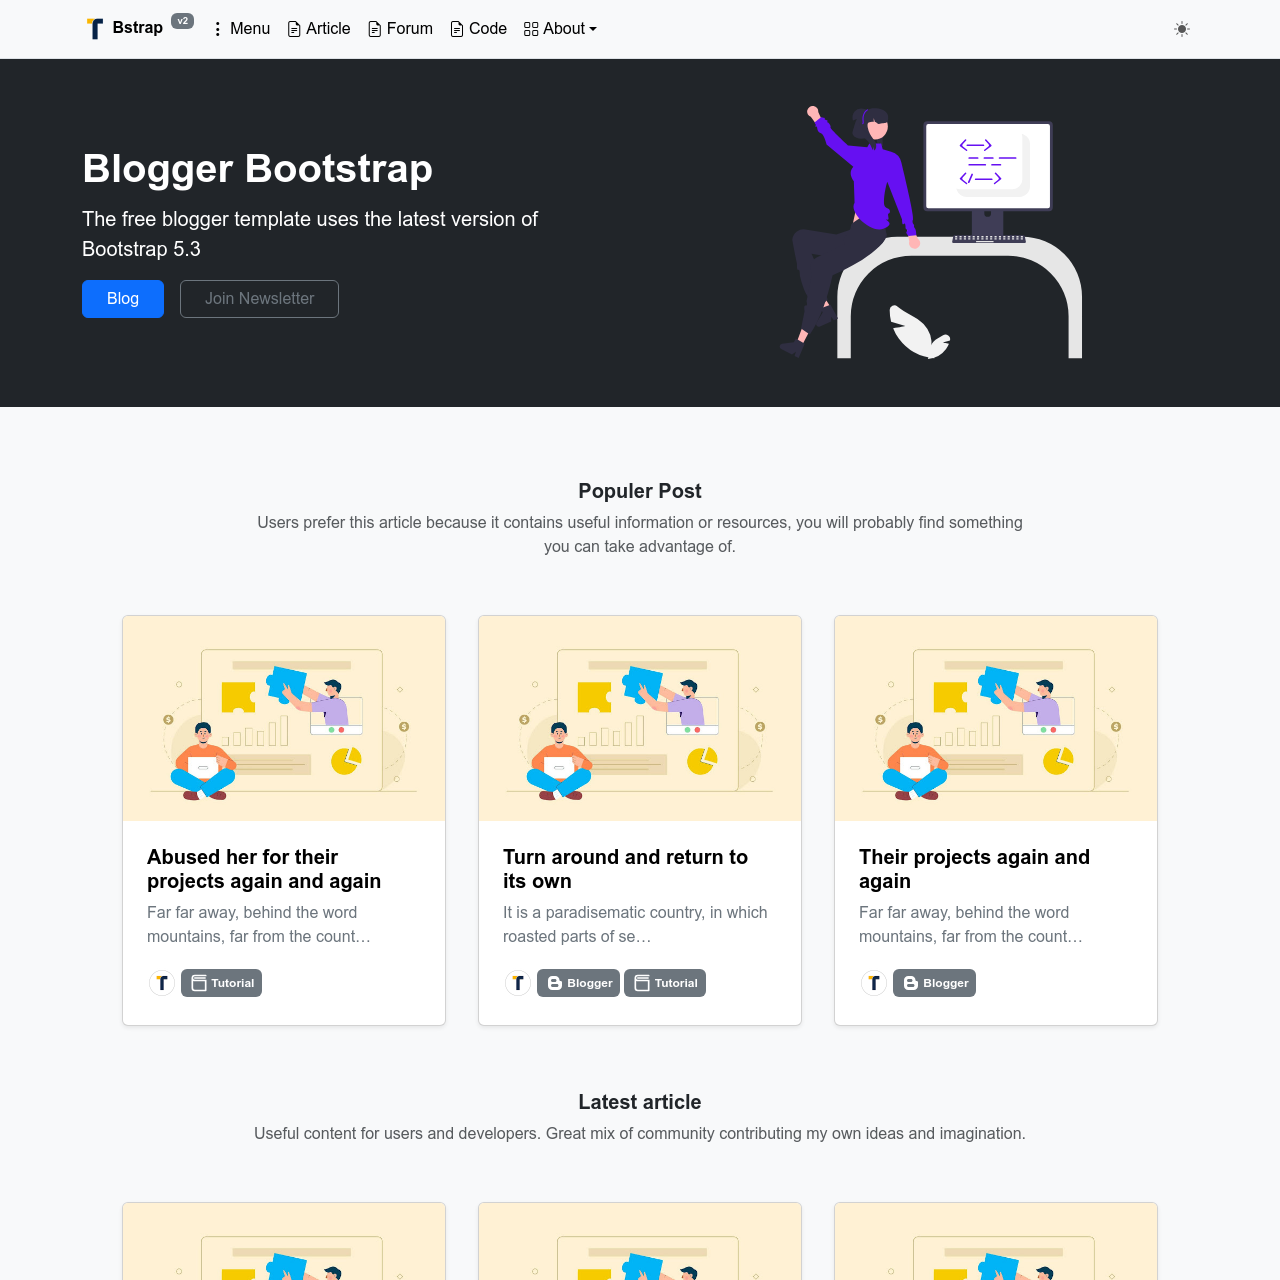 Bstrap v2 Menu Article Forum Code About
Blogger Bootstrap
The free blogger template uses the latest version of
Bootstrap 5.3
Blog Join Newsletter
Populer Post
Users prefer this article because it contains useful information or resources, you will probably find something
you can take advantage of.
Abused her for their
projects again and again
Far far away, behind the word
mountains, far from the count…
Tutorial
Turn around and return to
its own
It is a paradisematic country, in which
roasted parts of se…
Blogger Tutorial
Their projects again and
again
Far far away, behind the word
mountains, far from the count…
Blogger
Latest article
Useful content for users and developers. Great mix of community contributing my own ideas and imagination.